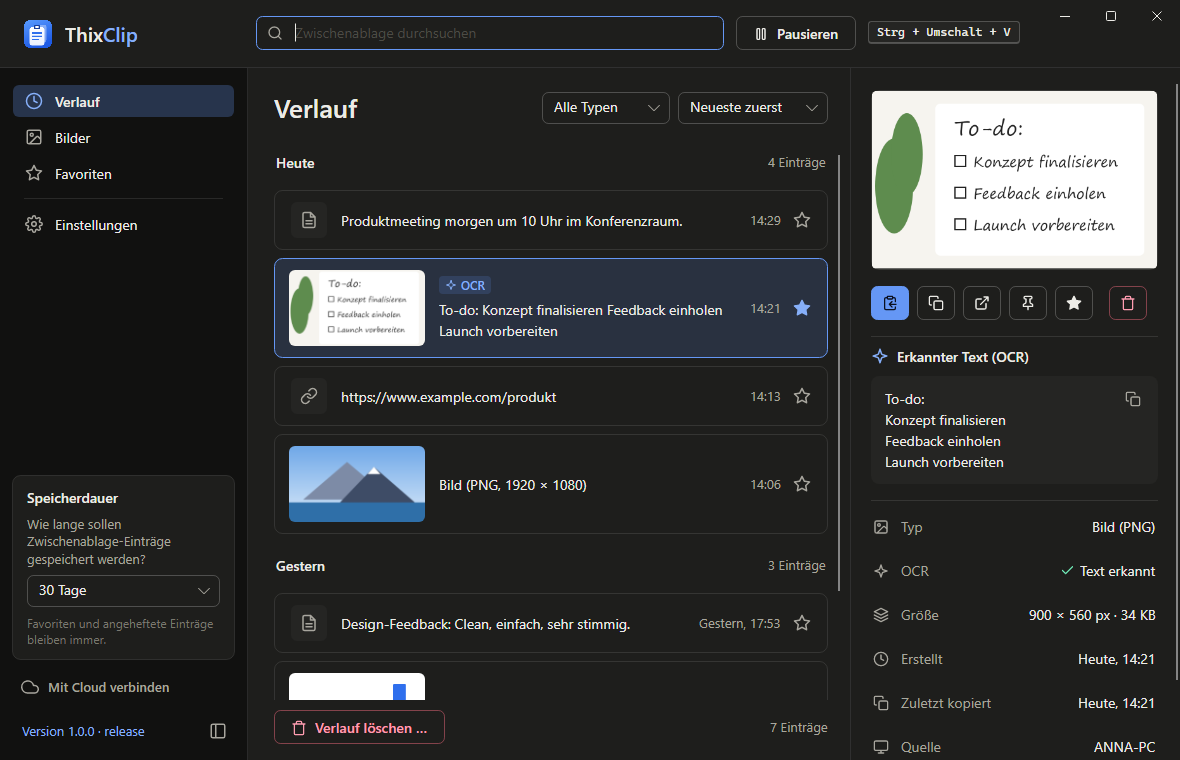 ThixClip
Zwischenablage durchsuchen
Pausieren
Strg + Umschalt + V
Verlauf
Bilder
Favoriten
Einstellungen
Speicherdauer
Wie lange sollen
Zwischenablage-Einträge
gespeichert werden?
30 Tage
Favoriten und angeheftete Einträge
bleiben immer.
Mit Cloud verbinden
Version 1.0.0 · release
Verlauf
Alle Typen
Neueste zuerst
Heute
4 Einträge
Produktmeeting morgen um 10 Uhr im Konferenzraum.
14:29
To-do:
Konzept finalisieren
Feedback einholen
Launch vorbereiten
OCR
To-do: Konzept finalisieren Feedback einholen
Launch vorbereiten
14:21
https://www.example.com/produkt
14:13
Bild (PNG, 1920 × 1080)
14:06
Gestern
3 Einträge
Design-Feedback: Clean, einfach, sehr stimmig.
Gestern, 17:53
Verlauf löschen ...
7 Einträge
To-do:
Konzept finalisieren
Feedback einholen
Launch vorbereiten
Erkannter Text (OCR)
To-do:
Konzept finalisieren
Feedback einholen
Launch vorbereiten
Typ
Bild (PNG)
OCR
Text erkannt
Größe
900 × 560 px · 34 KB
Erstellt
Heute, 14:21
Zuletzt kopiert
Heute, 14:21
Quelle
ANNA-PC